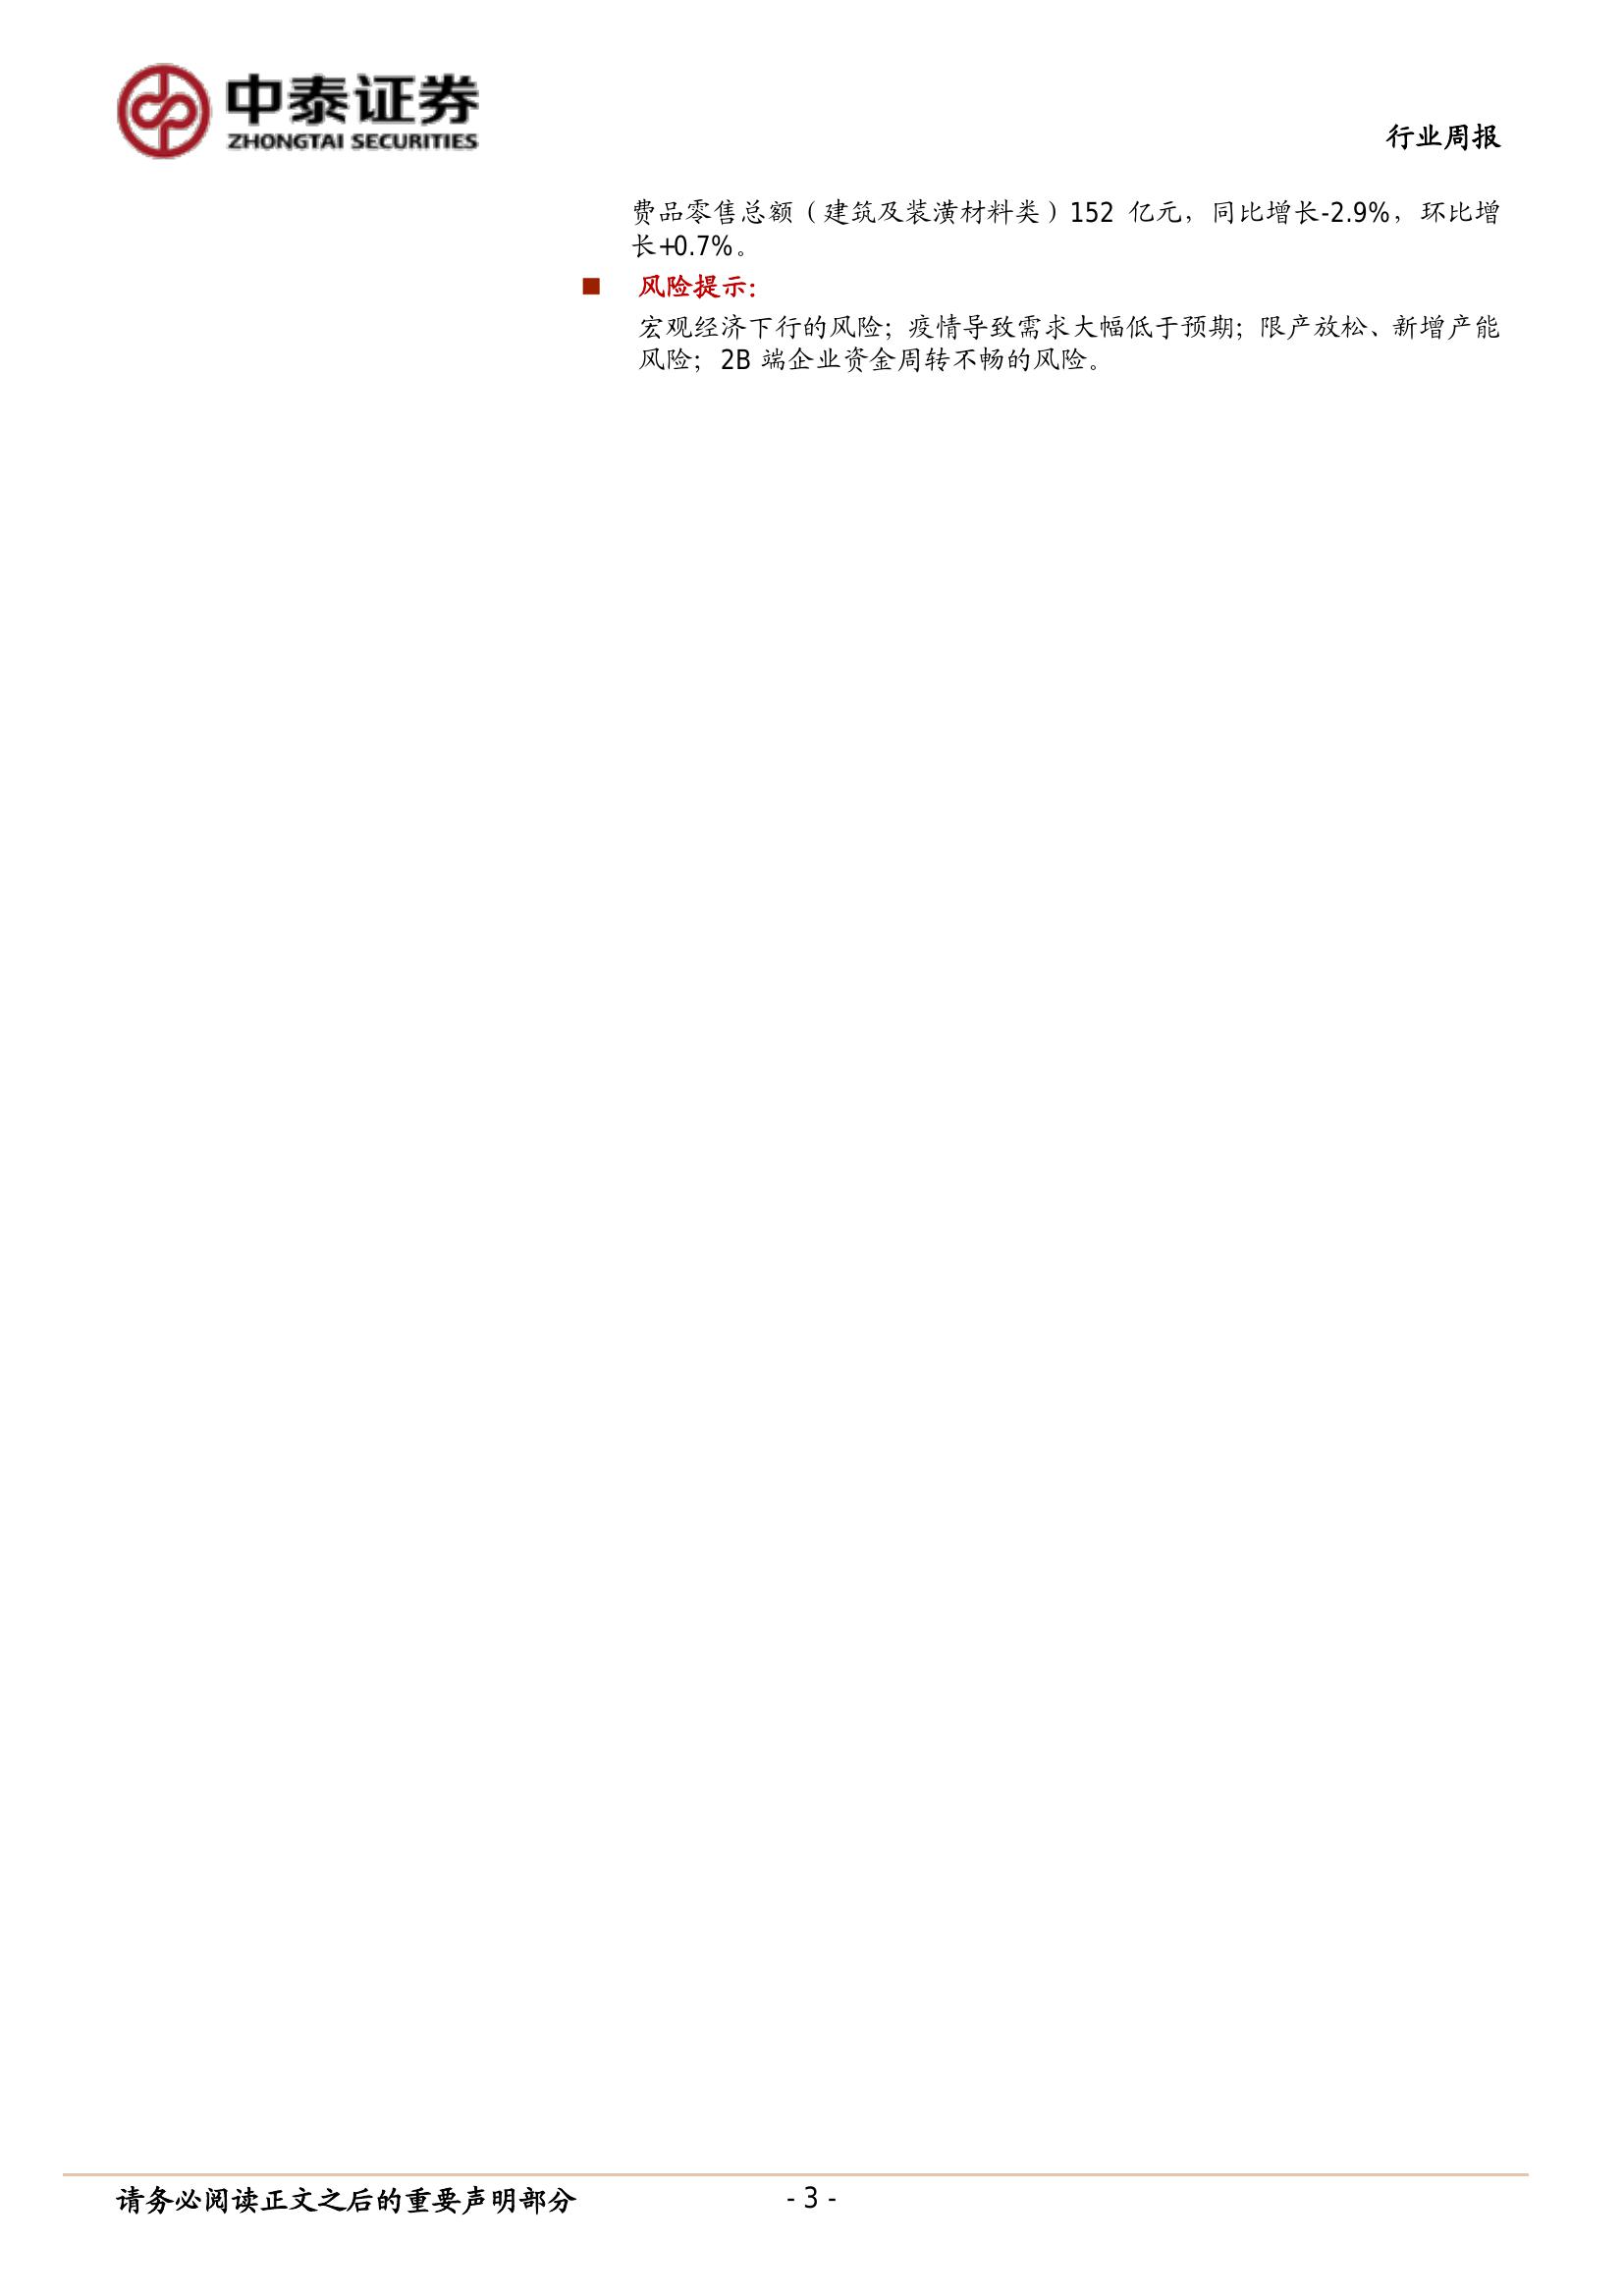 中泰证券
ZHONGTAI SECURITIES
行业周报
费品零售总额（建筑及装潢材料类）152 亿元，同比增长-2.9%，环比增
长+0.7%。
■ 风险提示：
宏观经济下行的风险；疫情导致需求大幅低于预期；限产放松、新增产能
风险；2B 端企业资金周转不畅的风险。
请务必阅读正文之后的重要声明部分
- 3 -